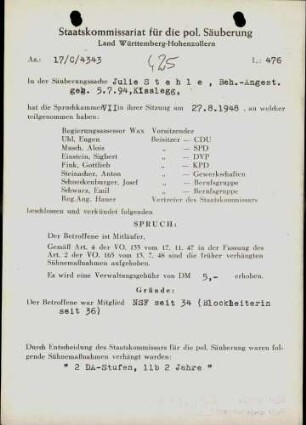 Staatskommissariat für die pol. Säuberung
Land Württemberg-Hohenzollern
Az.: 17/C/4343
425
L.: 476
In der Säuberungssache Julie Stehle, Beh.-Angest.
geb. 5.7.94, Kisslegg,
hat die Spruchkammer VII in ihrer Sitzung am 27.8.1948, an welcher
teilgenommen haben:
Regierungsassessor Wax Vorsitzender
Uhl, Eugen Beisitzer — CDU
Maach, Alois — SPD
Einstein, Sigbert — DVP
Fink, Gottlieb — KPD
Steinacher, Anton — Gewerkschaften
Schneckenburger, Josef — Berufsgruppe
Schwarz, Emil — Berufsgruppe
Reg.Ang. Hauer Vertreter des Staatskommissars
beschlossen und verkündet folgenden
SPRUCH:
Der Betroffene ist Mitläufer.
Gemäß Art. 4 der VO. 133 vom 17. 11. 47 in der Fassung des
Art. 2 der VO. 165 vom 13. 7. 48 sind die früher verhängten
Sühnemaßnahmen aufgehoben.
Es wird eine Verwaltungsgebühr von DM 5,- erhoben.
Gründe:
Der Betroffene war Mitglied NSF seit 34 (Blockleiterin
seit 36)
Durch Entscheidung des Staatskommissars für die pol. Säuberung waren fol-
gende Sühnemaßnahmen verhängt worden:
" 2 DA-Stufen, 11b 2 Jahre "